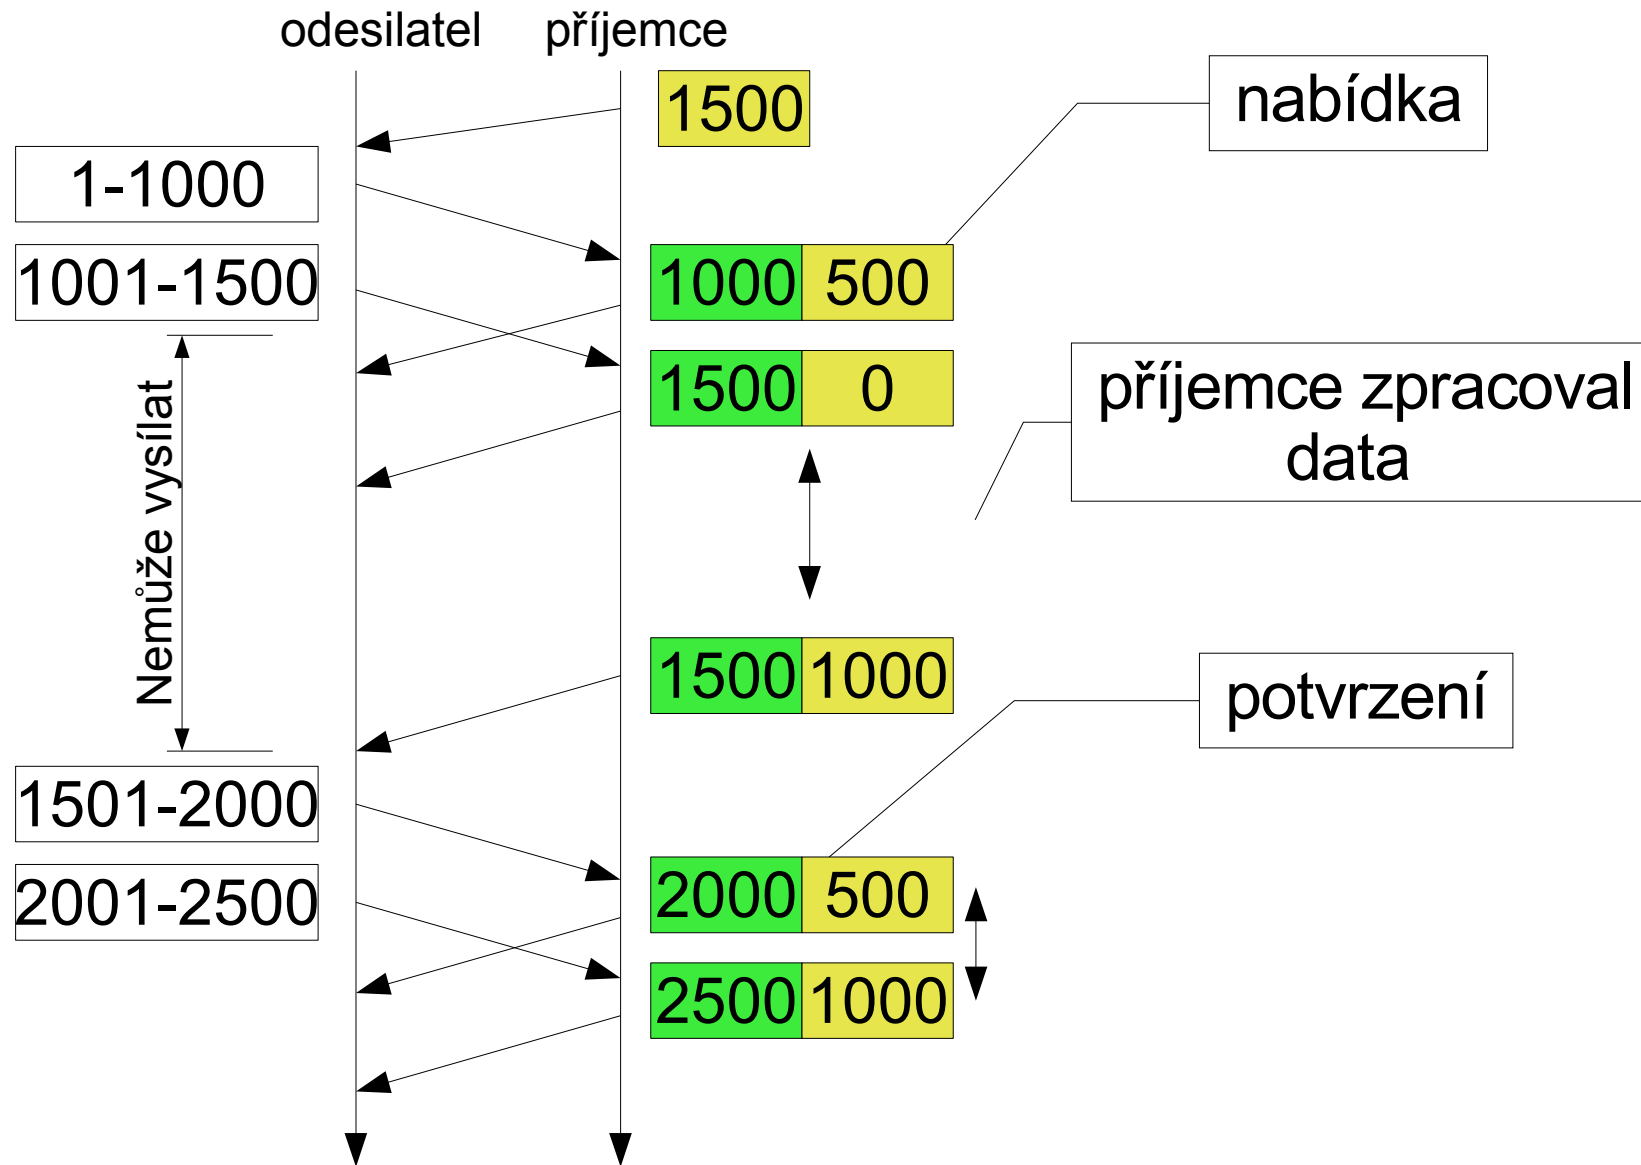 odesilatel příjemce
1500
nabídka
1-1000
1001-1500
1000 500
1500 0
příjemce zpracoval
data
Nemůže vysílat
1500 1000
potvrzení
1501-2000
2000 500
2001-2500
2500 1000